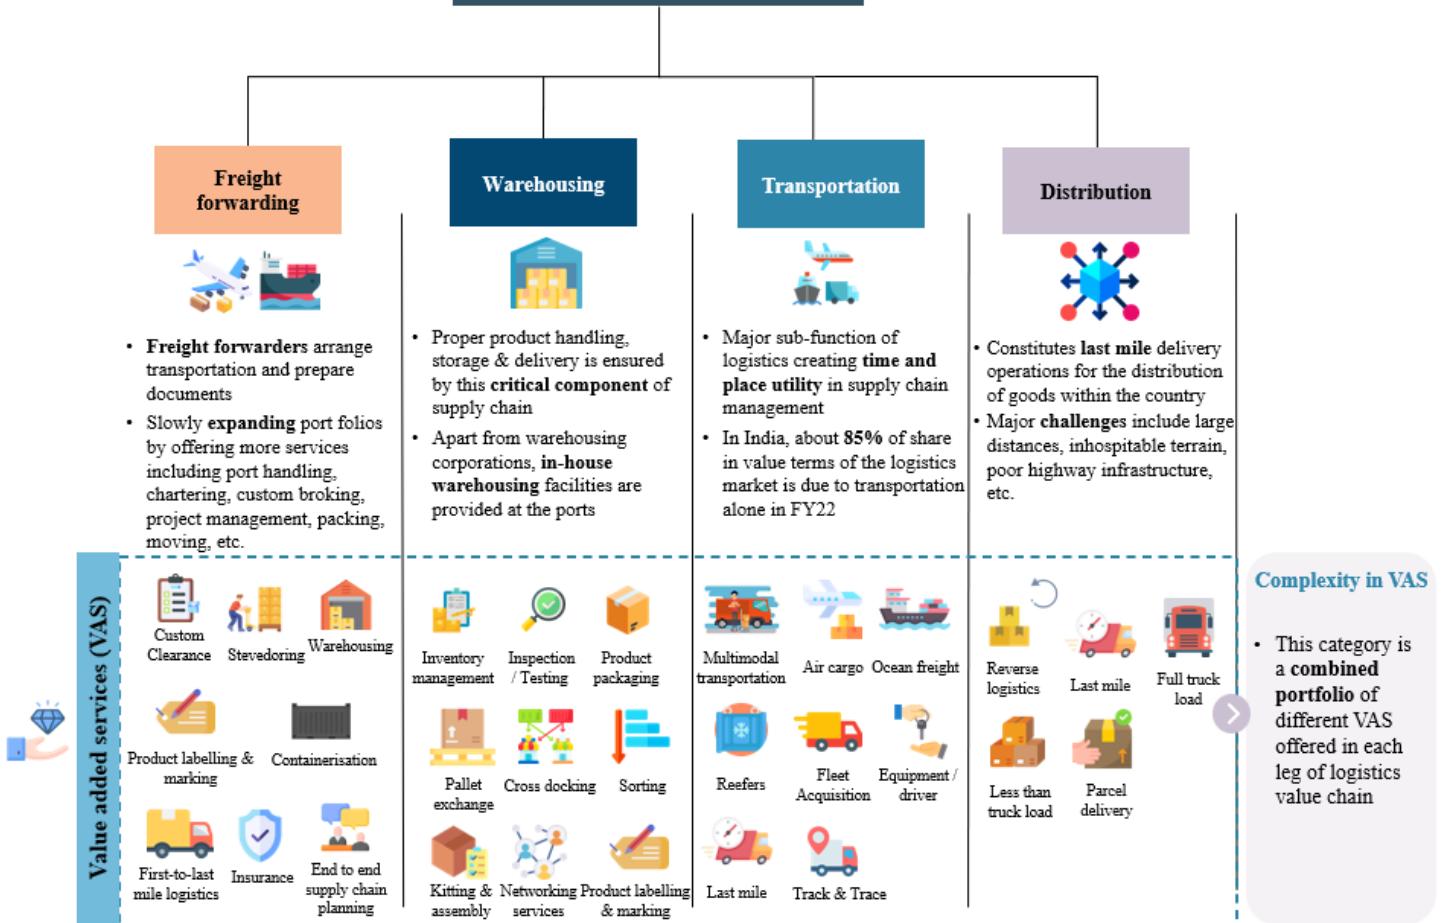 Freight
forwarding
Warehousing
Transportation
Distribution
• Freight forwarders arrange
transportation and prepare
documents
• Slowly expanding port folios
by offering more services
including port handling,
chartering, custom broking,
project management, packing,
moving, etc.
• Proper product handling,
storage & delivery is ensured
by this critical component of
supply chain
• Apart from warehousing
corporations, in-house
warehousing facilities are
provided at the ports
• Major sub-function of
logistics creating time and
place utility in supply chain
management
• In India, about 85% of share
in value terms of the logistics
market is due to transportation
alone in FY22
• Constitutes last mile delivery
operations for the distribution
of goods within the country
• Major challenges include large
distances, inhospitable terrain,
poor highway infrastructure,
etc.
Value added services (VAS)
Custom
Clearance
Stevedoring
Warehousing
Product labelling &
marking
Containerisation
First-to-last
mile logistics
Insurance
End to end
supply chain
planning
Inventory
management
Inspection
/ Testing
Product
packaging
Pallet
exchange
Cross docking
Sorting
Kitting &
assembly
Networking
services
Product labelling
& marking
Multimodal
transportation
Air cargo
Ocean freight
Reefers
Fleet
Acquisition
Equipment /
driver
Last mile
Track & Trace
Reverse
logistics
Last mile
Full truck
load
Less than
truck load
Parcel
delivery
Complexity in VAS
• This category is
a combined
portfolio of
different VAS
offered in each
leg of logistics
value chain